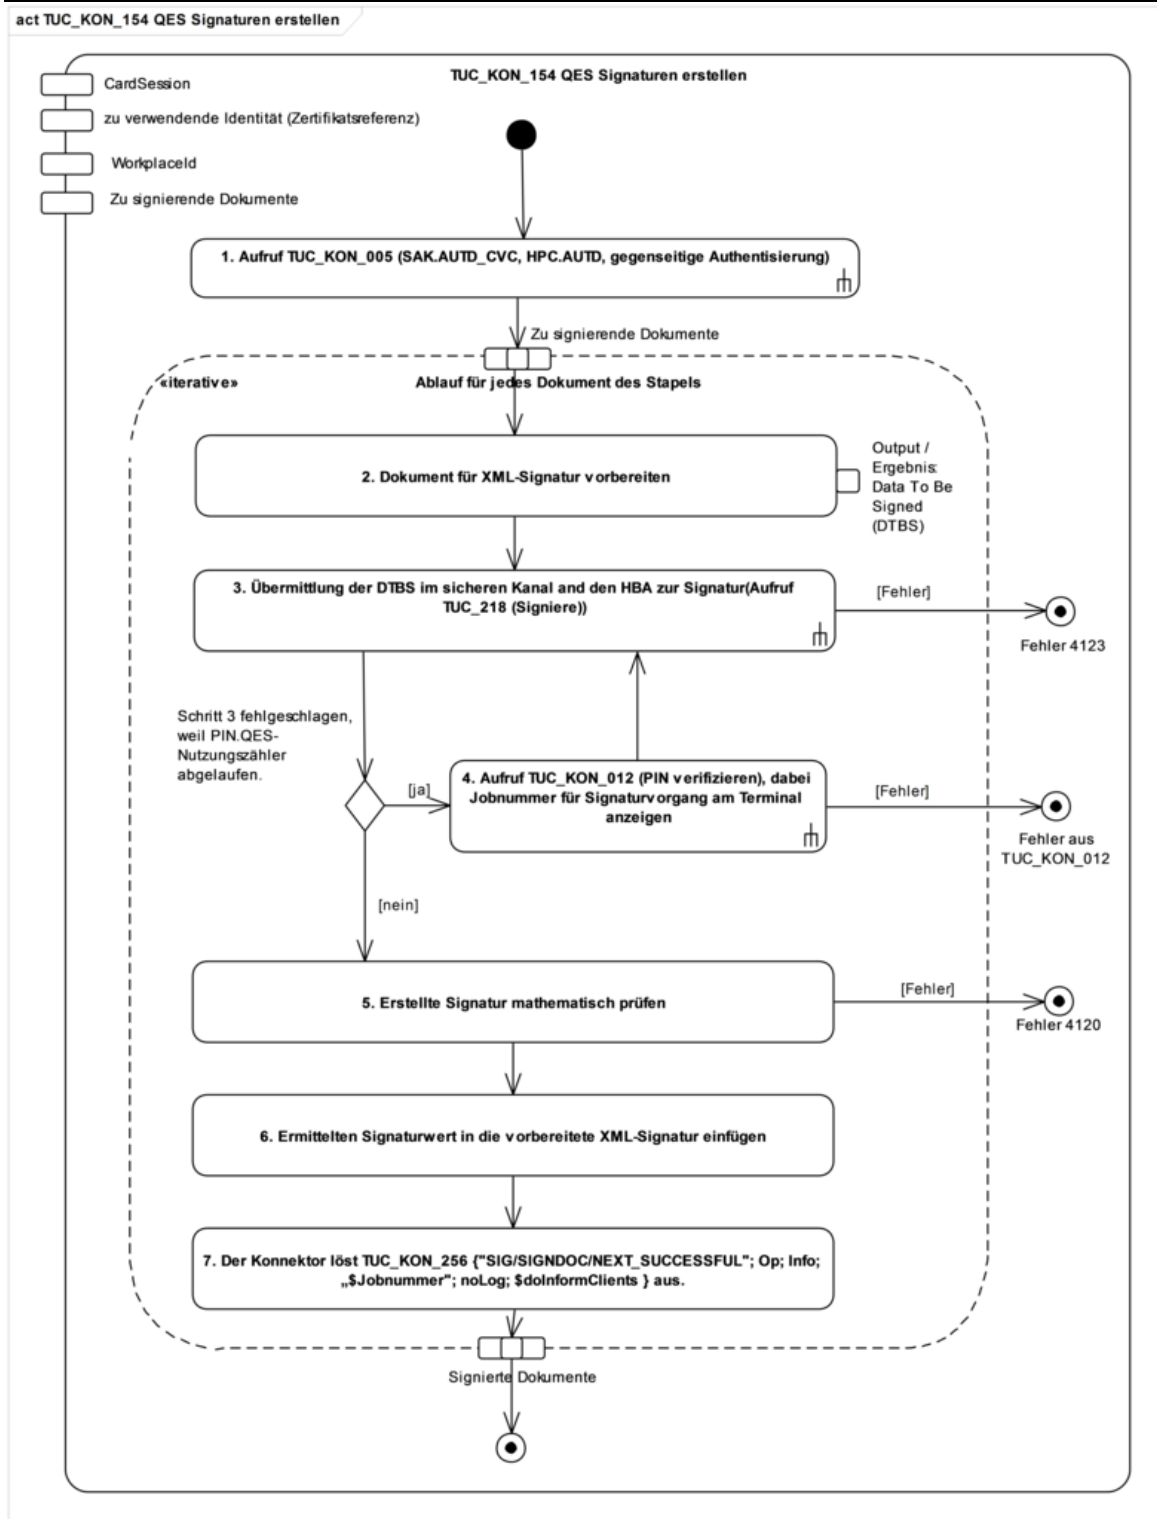 act TUC_KON_154 QES Signaturen erstellen
TUC_KON_154 QES Signaturen erstellen
CardSession
zu verwendende Identität (Zertifikatsreferenz)
WorkplaceId
Zu signierende Dokumente
1. Aufruf TUC_KON_005 (SAK.AUTD_CVC, HPC.AUTD, gegenseitige Authentisierung)
Zu signierende Dokumente
«iterative»
Ablauf für jedes Dokument des Stapels
2. Dokument für XML-Signatur vorbereiten
Output /
Ergebnis:
Data To Be
Signed
(DTBS)
3. Übermittlung der DTBS im sicheren Kanal and den HBA zur Signatur(Aufruf
TUC_218 (Signiere))
[Fehler]
Fehler 4123
Schritt 3 fehlgeschlagen,
weil PIN.QES-
Nutzungszähler
abgelaufen.
[ja]
4. Aufruf TUC_KON_012 (PIN verifizieren), dabei
Jobnummer für Signaturvorgang am Terminal
anzeigen
[Fehler]
Fehler aus
TUC_KON_012
[nein]
5. Erstellte Signatur mathematisch prüfen
[Fehler]
Fehler 4120
6. Ermittelten Signaturwert in die vorbereitete XML-Signatur einfügen
7. Der Konnektor löst TUC_KON_256 {"SIG/SIGNDOC/NEXT_SUCCESSFUL"; Op; Info;
„$Jobnummer"; noLog; $doInformClients } aus.
Signierte Dokumente